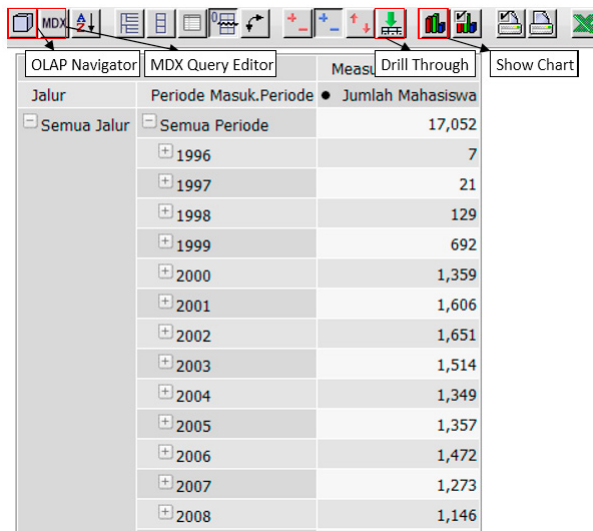 MDX
OLAP Navigator MDX Query Editor Drill Through Show Chart
Measu
Jalur Periode Masuk.Periode Jumlah Mahasiswa
Semua Jalur Semua Periode 17,052
1996 7
1997 21
1998 129
1999 692
2000 1,359
2001 1,606
2002 1,651
2003 1,514
2004 1,349
2005 1,357
2006 1,472
2007 1,273
2008 1,146